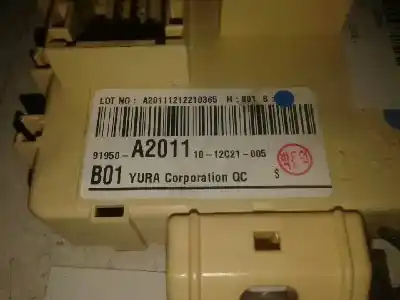 LOT NO : A20111212210365 H : B01 S :
91950- A2011 10-12C21-005
B01 YURA Corporation QC S